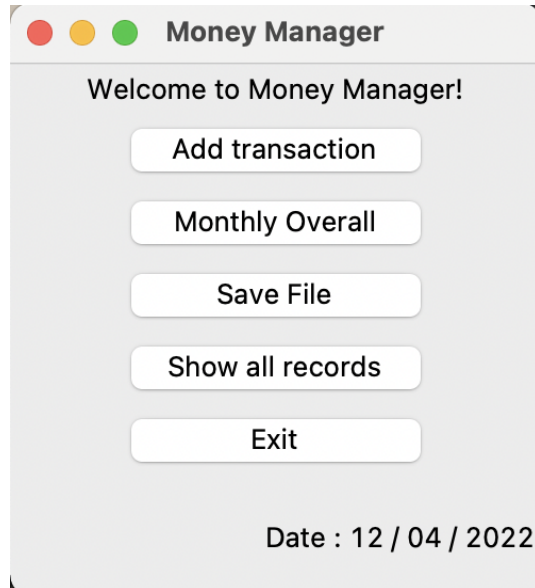 Money Manager
Welcome to Money Manager!
Add transaction
Monthly Overall
Save File
Show all records
Exit
Date : 12 / 04 / 2022